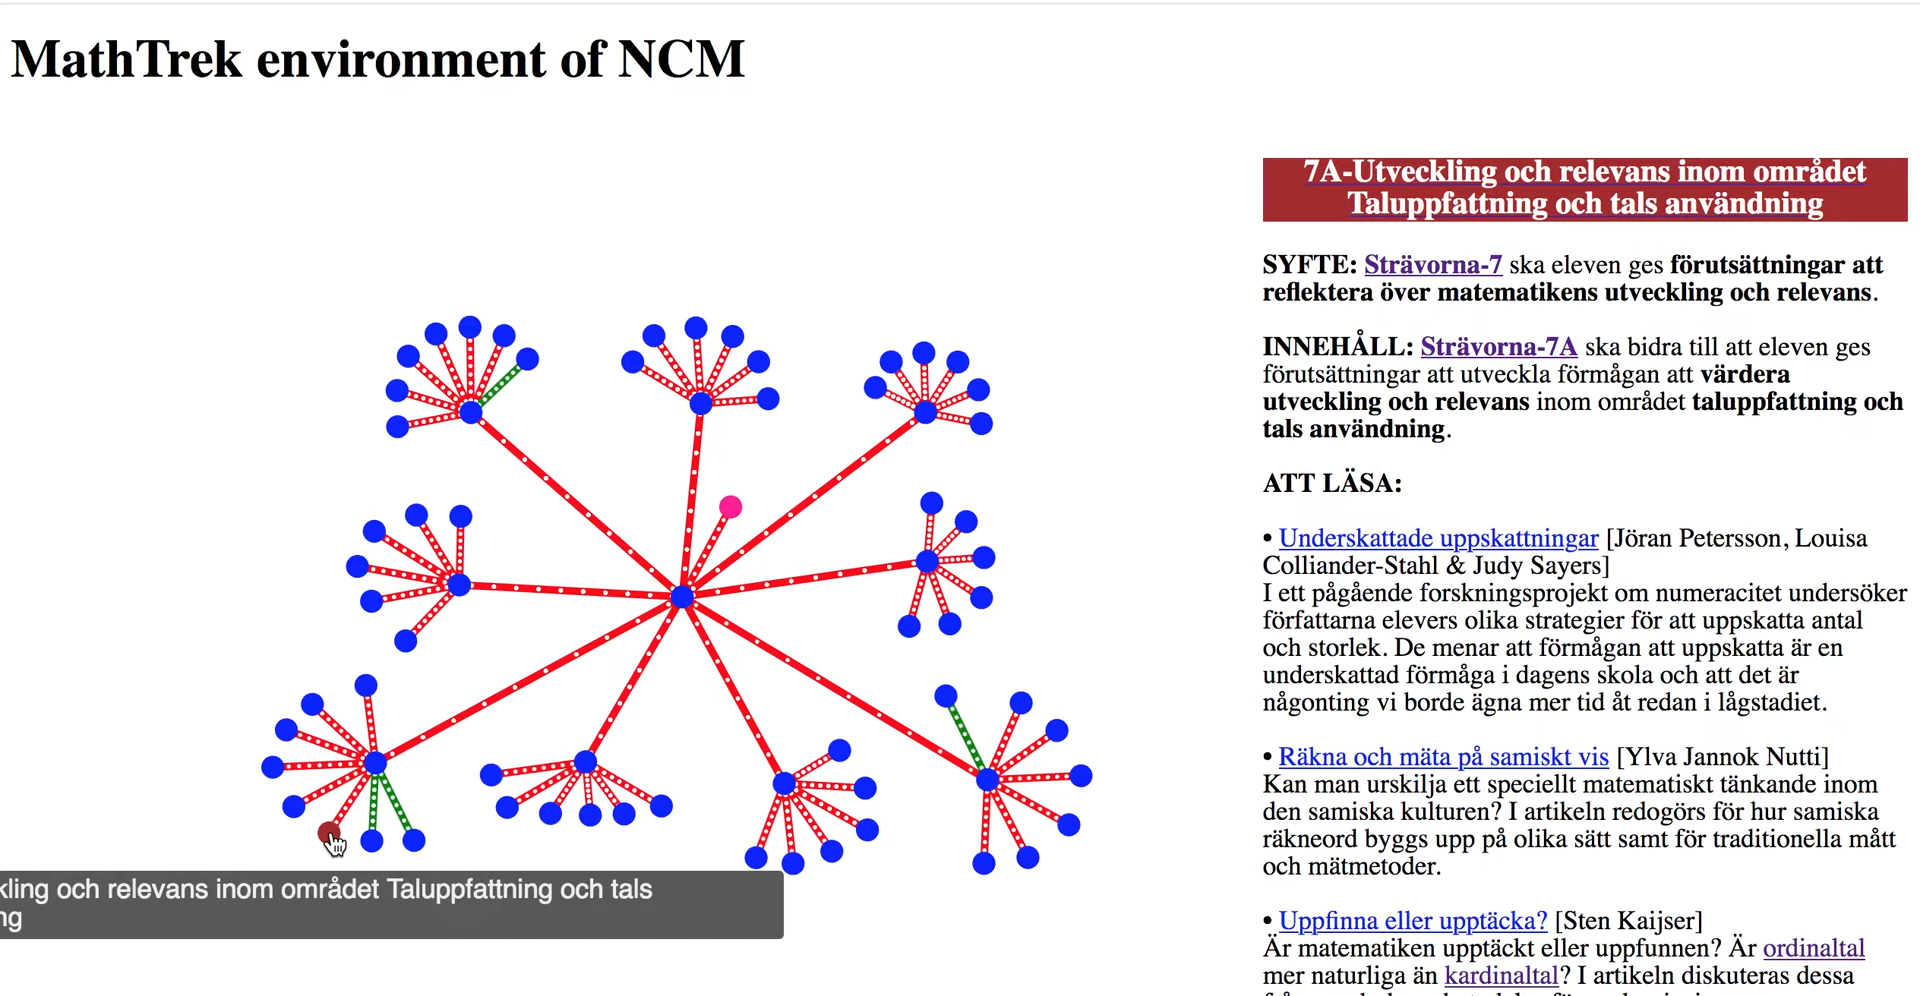 MathTrek environment of NCM
7A-Utveckling och relevans inom området
Taluppfattning och tals användning
SYFTE: Strävorna-7 ska eleven ges förutsättningar att
reflektera över matematikens utveckling och relevans.
INNEHÅLL: Strävorna-7A ska bidra till att eleven ges
förutsättningar att utveckla förmågan att värdera
utveckling och relevans inom området taluppfattning och
tals användning.
ATT LÄSA:
• Underskattade uppskattningar [Jöran Petersson, Louisa
Colliander-Stahl & Judy Sayers]
I ett pågående forskningsprojekt om numeracitet undersöker
författarna elevers olika strategier för att uppskatta antal
och storlek. De menar att förmågan att uppskatta är en
underskattad förmåga i dagens skola och att det är
någonting vi borde ägna mer tid åt redan i lågstadiet.
• Räkna och mäta på samiskt vis [Ylva Jannok Nutti]
Kan man urskilja ett speciellt matematiskt tänkande inom
den samiska kulturen? I artikeln redogörs för hur samiska
räkneord byggs upp på olika sätt samt för traditionella mått
och mätmetoder.
• Uppfinna eller upptäcka? [Sten Kaijser]
Är matematiken upptäckt eller uppfunnen? Är ordinaltal
mer naturliga än kardinaltal? I artikeln diskuteras dessa
kling och relevans inom området Taluppfattning och tals
ng